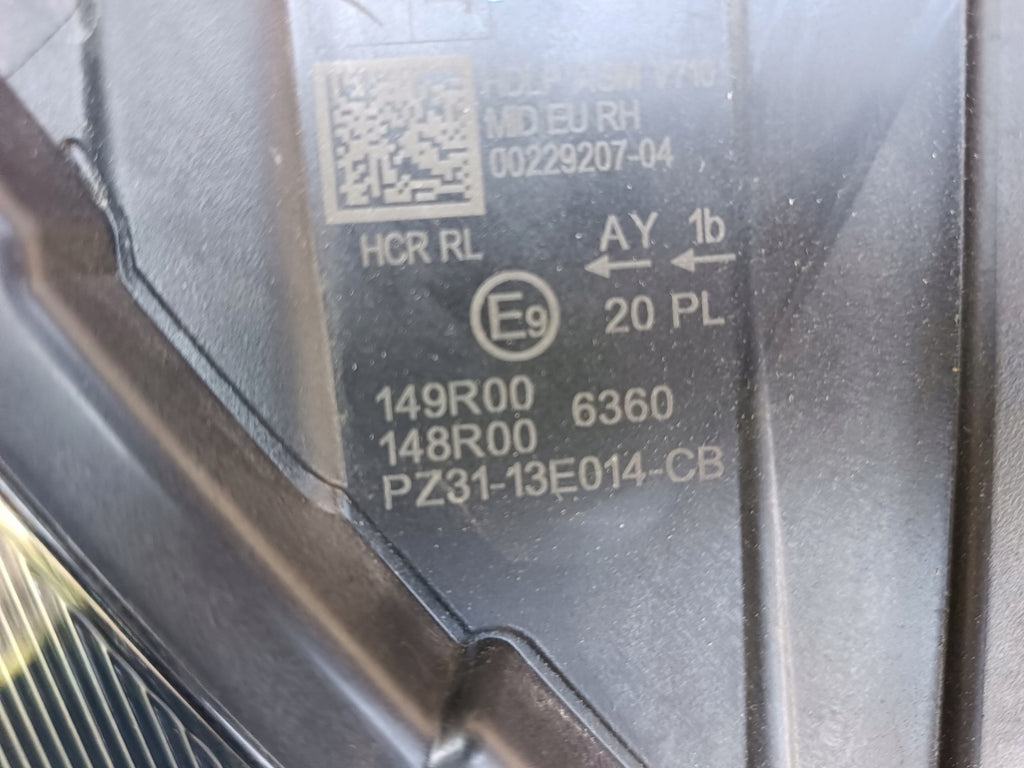 HDLP ASM V710
MID EU RH
00229207-04
HCR RL
AY 1b
E9
20 PL
149R00
6360
148R00
PZ31-13E014-CB